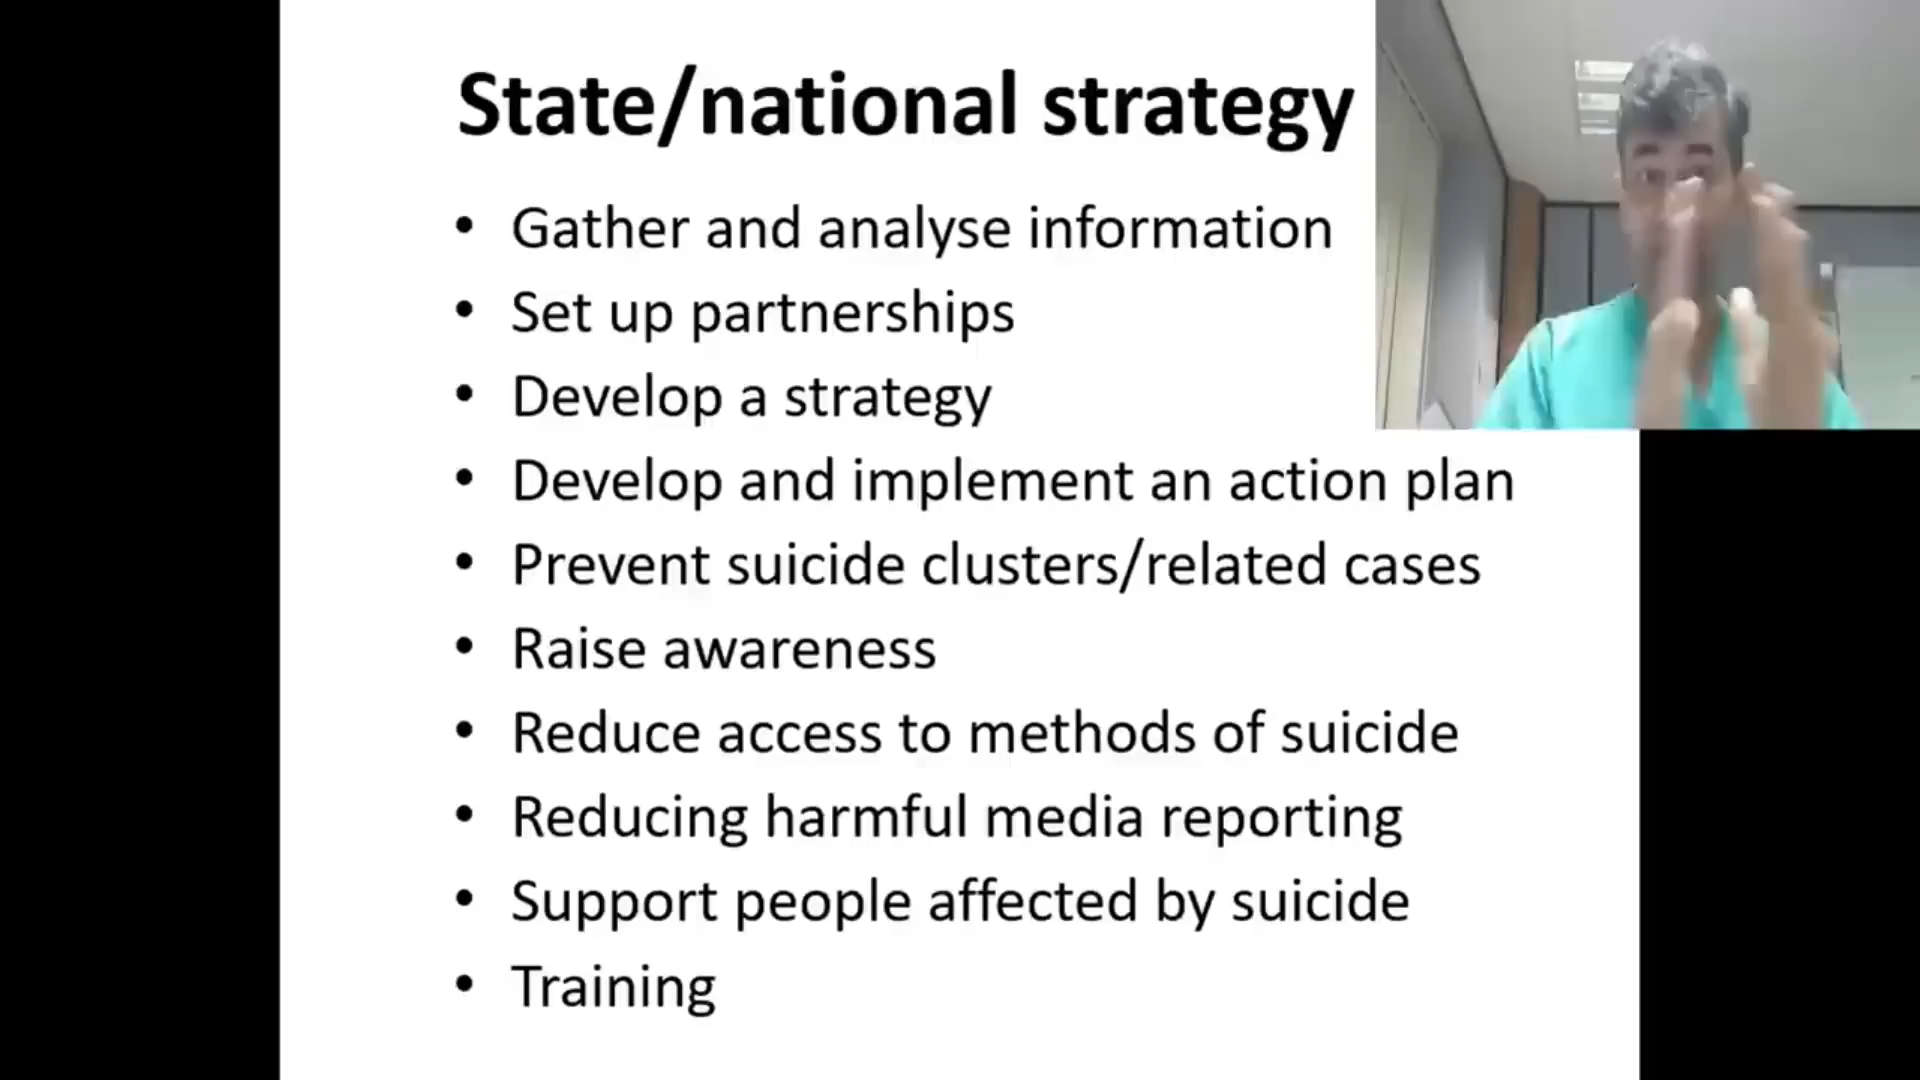 State/national strategy
• Gather and analyse information
• Set up partnerships
• Develop a strategy
• Develop and implement an action plan
• Prevent suicide clusters/related cases
• Raise awareness
• Reduce access to methods of suicide
• Reducing harmful media reporting
• Support people affected by suicide
• Training